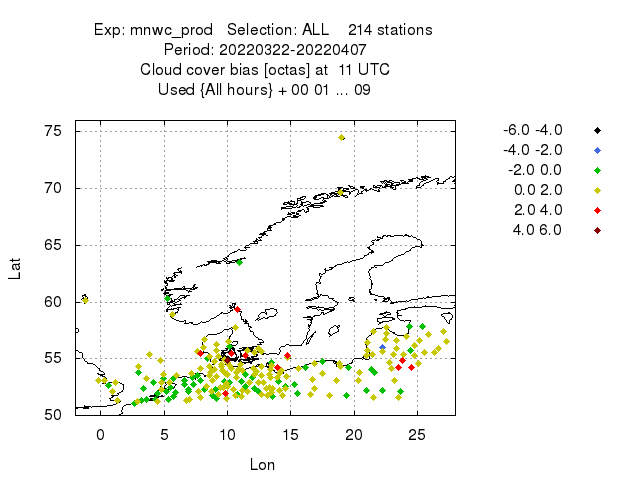 Exp: mnwc_prod Selection: ALL 214 stations
Period: 20220322-20220407
Cloud cover bias [octas] at 11 UTC
Used {All hours} + 00 01 ... 09
75
70
65
60
55
50
Lat
0 5 10 15 20 25
Lon
-6.0 -4.0
-4.0 -2.0
-2.0 0.0
0.0 2.0
2.0 4.0
4.0 6.0